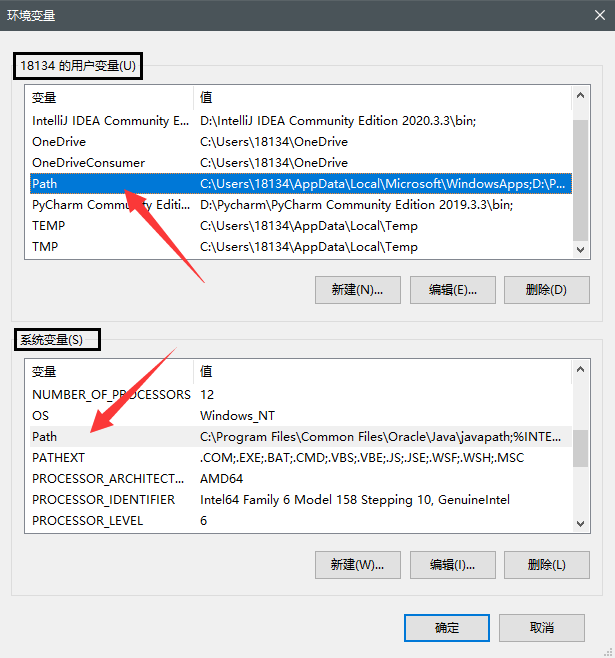 环境变量
18134 的用户变量(U)
变量 值
IntelliJ IDEA Community E... D:\IntelliJ IDEA Community Edition 2020.3.3\bin;
OneDrive C:\Users\18134\OneDrive
OneDriveConsumer C:\Users\18134\OneDrive
Path C:\Users\18134\AppData\Local\Microsoft\WindowsApps;D:\P...
PyCharm Community Editi... D:\Pycharm\PyCharm Community Edition 2019.3.3\bin;
TEMP C:\Users\18134\AppData\Local\Temp
TMP C:\Users\18134\AppData\Local\Temp
新建(N)... 编辑(E)... 删除(D)
系统变量(S)
变量 值
NUMBER_OF_PROCESSORS 12
OS Windows_NT
Path C:\Program Files\Common Files\Oracle\Java\javapath;%INTE...
PATHEXT .COM;.EXE;.BAT;.CMD;.VBS;.VBE;.JS;.JSE;.WSF;.WSH;.MSC
PROCESSOR_ARCHITECT... AMD64
PROCESSOR_IDENTIFIER Intel64 Family 6 Model 158 Stepping 10, GenuineIntel
PROCESSOR_LEVEL 6
新建(W)... 编辑(I)... 删除(L)
确定 取消